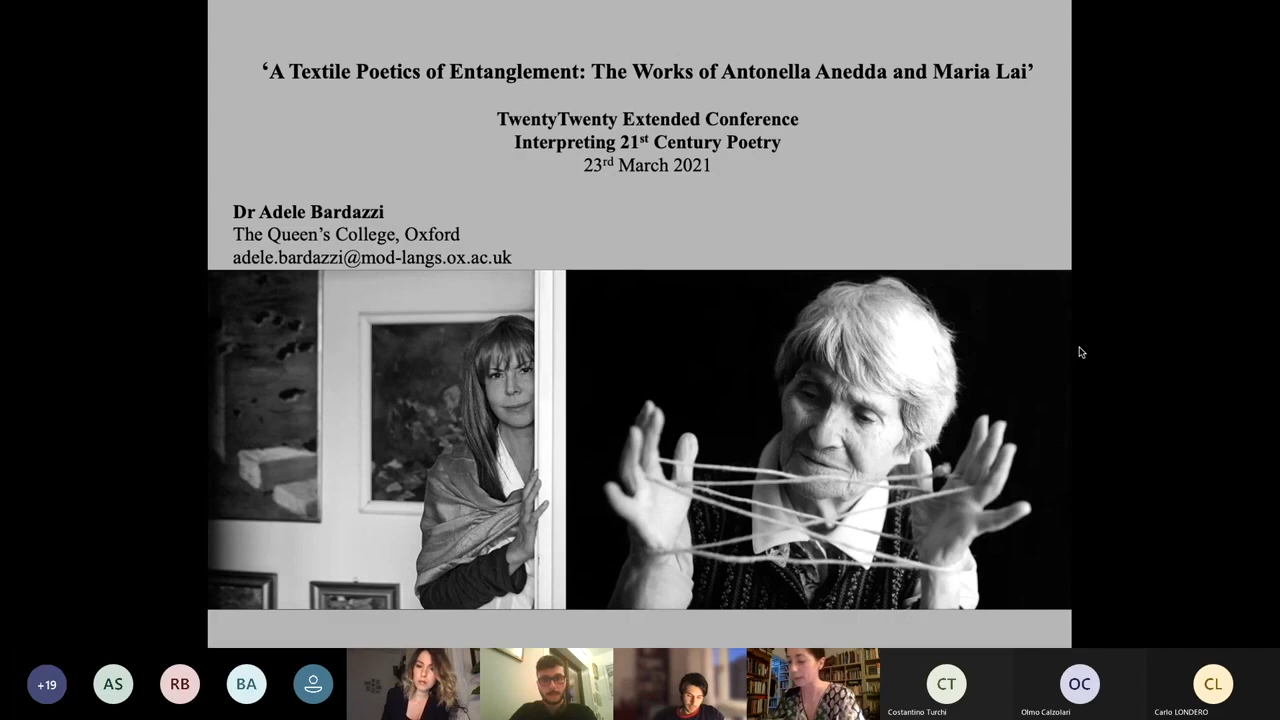 ‘A Textile Poetics of Entanglement: The Works of Antonella Anedda and Maria Lai’
TwentyTwenty Extended Conference
Interpreting 21st Century Poetry
23rd March 2021
Dr Adele Bardazzi
The Queen’s College, Oxford
adele.bardazzi@mod-langs.ox.ac.uk
+19
AS
RB
BA
CT
OC
CL
Costantino Turchi
Olmo Calzolari
Carlo LONDERO